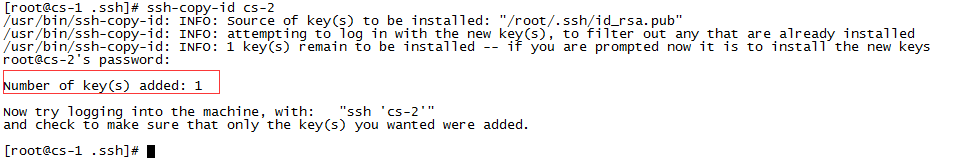 [root@cs-1 .ssh]# ssh-copy-id cs-2
/usr/bin/ssh-copy-id: INFO: Source of key(s) to be installed: "/root/.ssh/id_rsa.pub"
/usr/bin/ssh-copy-id: INFO: attempting to log in with the new key(s), to filter out any that are already installed
/usr/bin/ssh-copy-id: INFO: 1 key(s) remain to be installed -- if you are prompted now it is to install the new keys
root@cs-2's password:
Number of key(s) added: 1
Now try logging into the machine, with:   "ssh 'cs-2'"
and check to make sure that only the key(s) you wanted were added.
[root@cs-1 .ssh]#